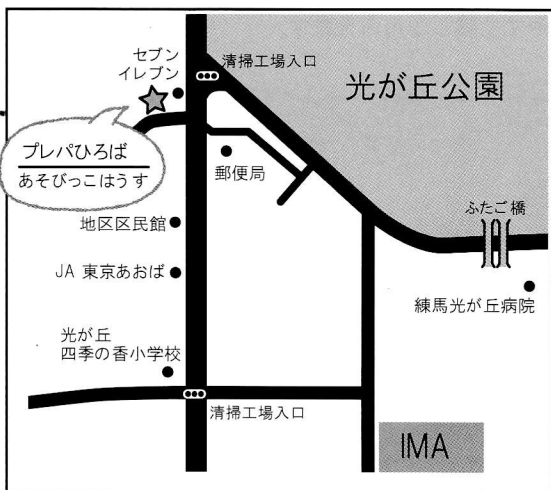 セブン
イレブン
清掃工場入口
光が丘公園
プレパひろば
あそびっこはうす
郵便局
ふたご橋
地区区民館
JA 東京あおば
練馬光が丘病院
光が丘
四季の香小学校
清掃工場入口
IMA